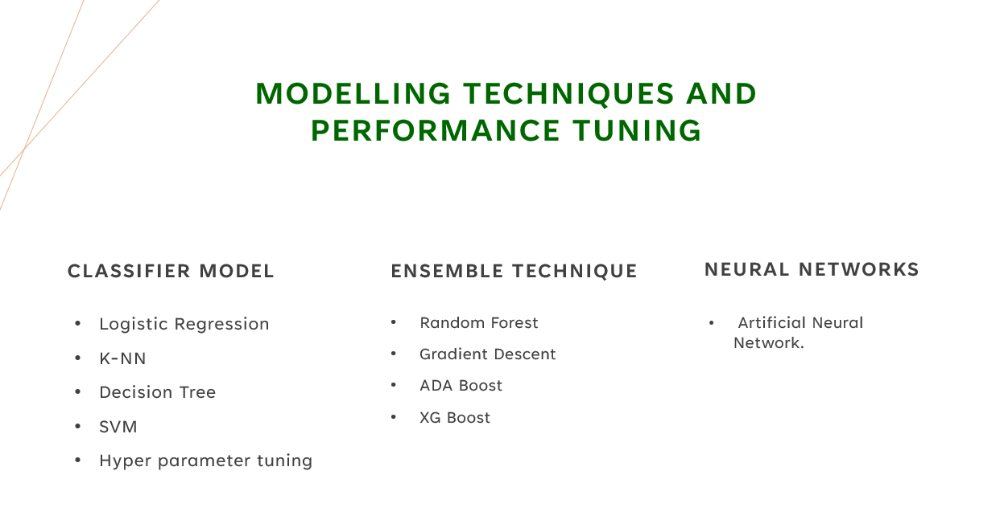 MODELLING TECHNIQUES AND
PERFORMANCE TUNING
CLASSIFIER MODEL
• Logistic Regression
• K-NN
• Decision Tree
• SVM
• Hyper parameter tuning
ENSEMBLE TECHNIQUE
• Random Forest
• Gradient Descent
• ADA Boost
• XG Boost
NEURAL NETWORKS
• Artificial Neural
Network.